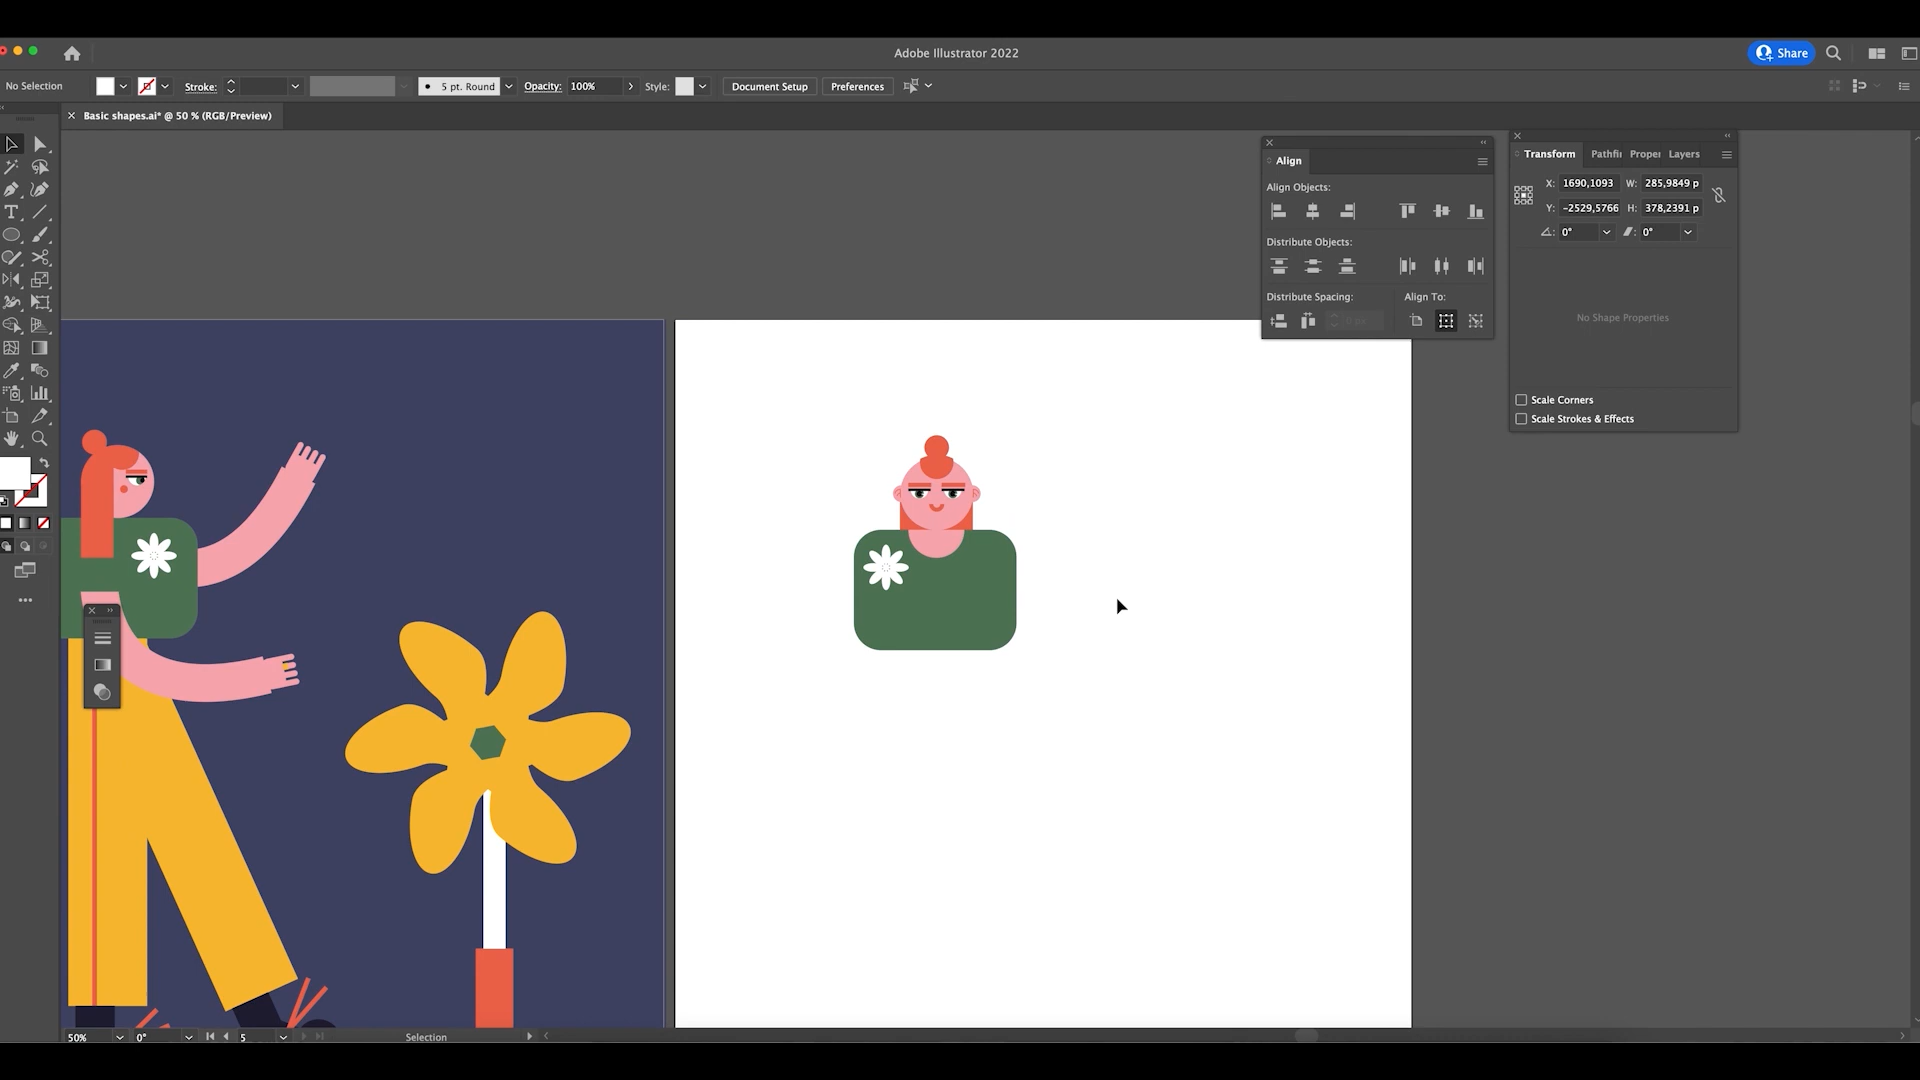 Adobe Illustrator 2022
Share
No Selection
Stroke:
5 pt. Round
Opacity:
100%
Style:
Document Setup
Preferences
Basic shapes.ai* @ 50 % (RGB/Preview)
Align
Align Objects:
Distribute Objects:
Distribute Spacing:
Align To:
0 px
Transform
Pathfi
Proper
Layers
X: 1690,1093
W: 285,9849 p
Y: -2529,5766
H: 378,2391 p
0°
0°
No Shape Properties
Scale Corners
Scale Strokes & Effects
50%
0°
5
Selection